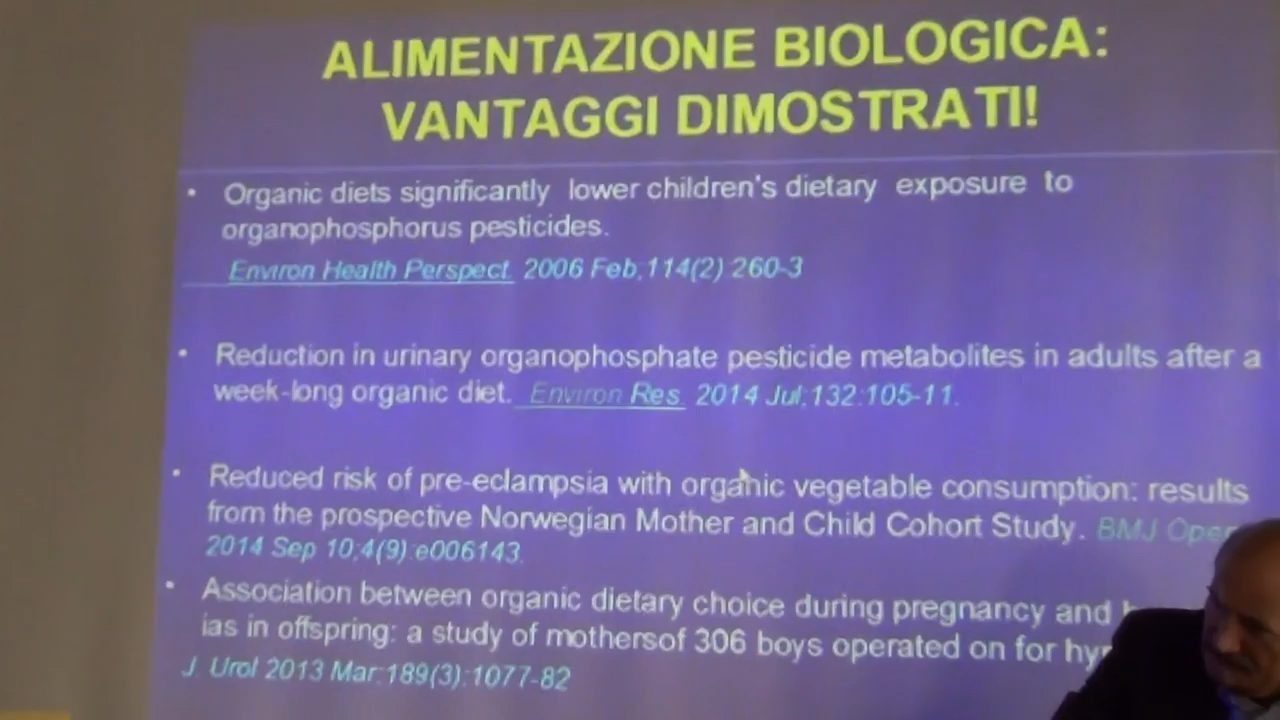 ALIMENTAZIONE BIOLOGICA:
VANTAGGI DIMOSTRATI!
• Organic diets significantly lower children's dietary exposure to
organophosphorus pesticides.
Environ Health Perspect. 2006 Feb;114(2):260-3
• Reduction in urinary organophosphate pesticide metabolites in adults after a
week-long organic diet. Environ Res. 2014 Jul;132:105-11.
• Reduced risk of pre-eclampsia with organic vegetable consumption: results
from the prospective Norwegian Mother and Child Cohort Study. BMJ Open
2014 Sep 10;4(9):e006143.
• Association between organic dietary choice during pregnancy and
ias in offspring: a study of mothersof 306 boys operated on for
J. Urol 2013 Mar;189(3):1077-82